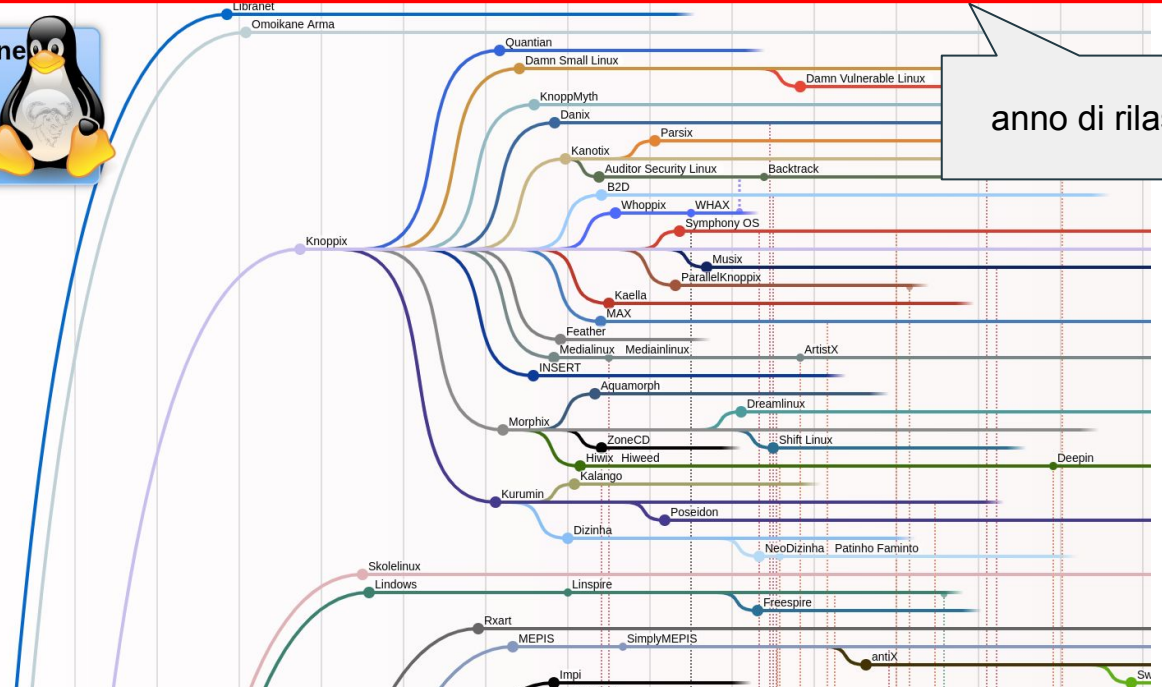 Libranet
Omoikane Arma
ne
Quantian
Damn Small Linux
Damn Vulnerable Linux
KnoppMyth
anno di rila
Danix
Parsix
Kanotix
Auditor Security Linux Backtrack
B2D
Whoppix WHAX
Symphony OS
Knoppix
Musix
ParallelKnoppix
Kaella
MAX
Feather
Medialinux Mediainlinux ArtistX
INSERT
Aquamorph
Dreamlinux
Morphix
ZoneCD Shift Linux
Hiwix Hiweed Deepin
Kalango
Kurumin
Poseidon
Dizinha
NeoDizinha Patinho Faminto
Skolelinux
Lindows Linspire
Freespire
Rxart
MEPIS SimplyMEPIS
antiX
Impi Sw